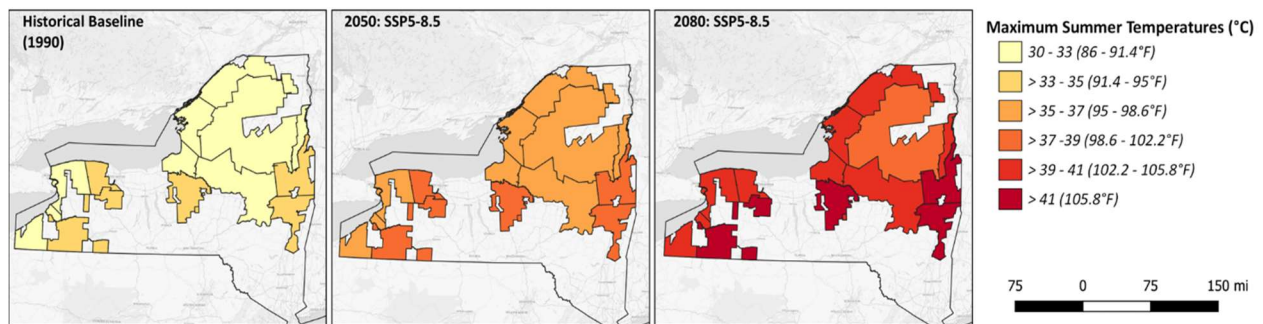 Historical Baseline
(1990)
2050: SSP5-8.5
2080: SSP5-8.5
Maximum Summer Temperatures (°C)
30 - 33 (86 - 91.4°F)
> 33 - 35 (91.4 - 95°F)
> 35 - 37 (95 - 98.6°F)
> 37 -39 (98.6 - 102.2°F)
> 39 - 41 (102.2 - 105.8°F)
> 41 (105.8°F)
75 0 75 150 mi